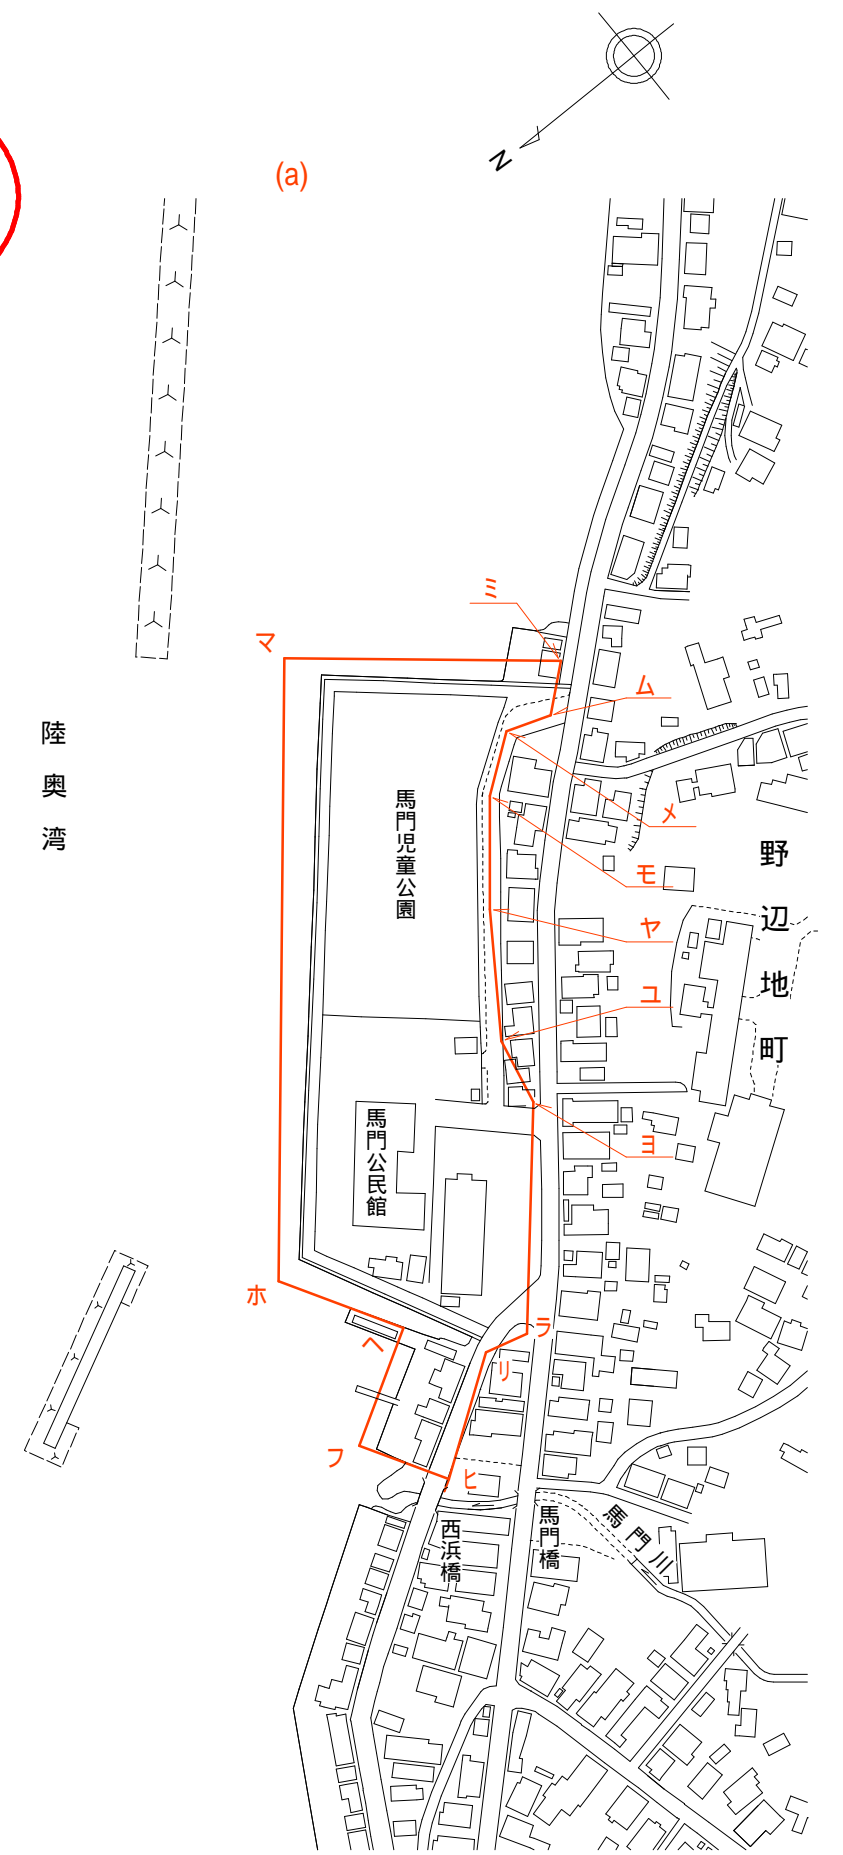 N
(a)
ミ
マ
ム
陸奥湾
馬門児童公園
メ
野辺地町
モ
ヤ
ユ
馬門公民館
ヨ
ホ
ラ
ヘ
リ
フ
ヒ
西浜橋
馬門橋
馬門川